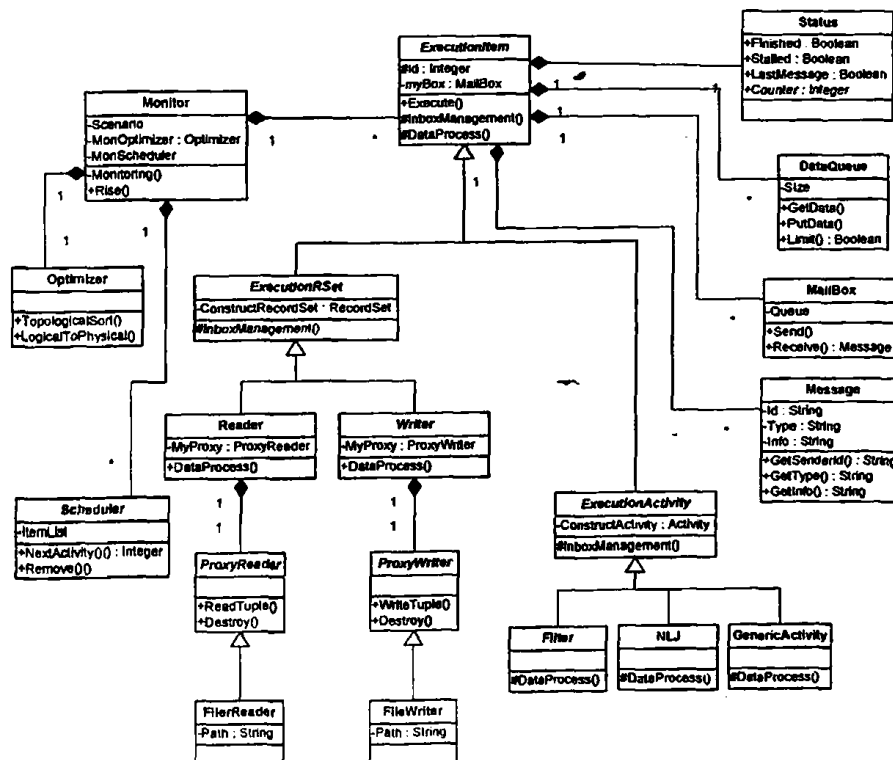 Status
+Finished : Boolean
+Stalled : Boolean
+LastMessage : Boolean
+Counter : Integer
ExecutionItem
#Id : Integer
-myBox : MailBox
+Execute()
#InboxManagement()
#DataProcess()
Monitor
-Scenario
-MonOptimizer : Optimizer
-MonScheduler
-Monitoring()
+Rise()
1
1
1
1
1
1
1
1
1
DataQueue
-Size
+GetData()
+PutData()
+Limit() : Boolean
Optimizer
+TopologicalSort()
+LogicalToPhysical()
ExecutionRSet
-ConstructRecordSet : RecordSet
#InboxManagement()
MailBox
-Queue
+Send()
+Receive() : Message
Message
-Id : String
-Type : String
-Info : String
+GetSenderId() : String
+GetType() : String
+GetInfo() : String
Reader
-MyProxy : ProxyReader
+DataProcess()
Writer
-MyProxy : ProxyWriter
+DataProcess()
Scheduler
-ItemList
+NextActivity()() : Integer
+Remove()()
1
1
1
1
ExecutionActivity
-ConstructActivity : Activity
#InboxManagement()
ProxyReader
+ReadTuple()
+Destroy()
ProxyWriter
+WriteTuple()
+Destroy()
Filter
#DataProcess()
NLJ
#DataProcess()
GenericActivity
#DataProcess()
FilerReader
-Path : String
FileWriter
-Path : String